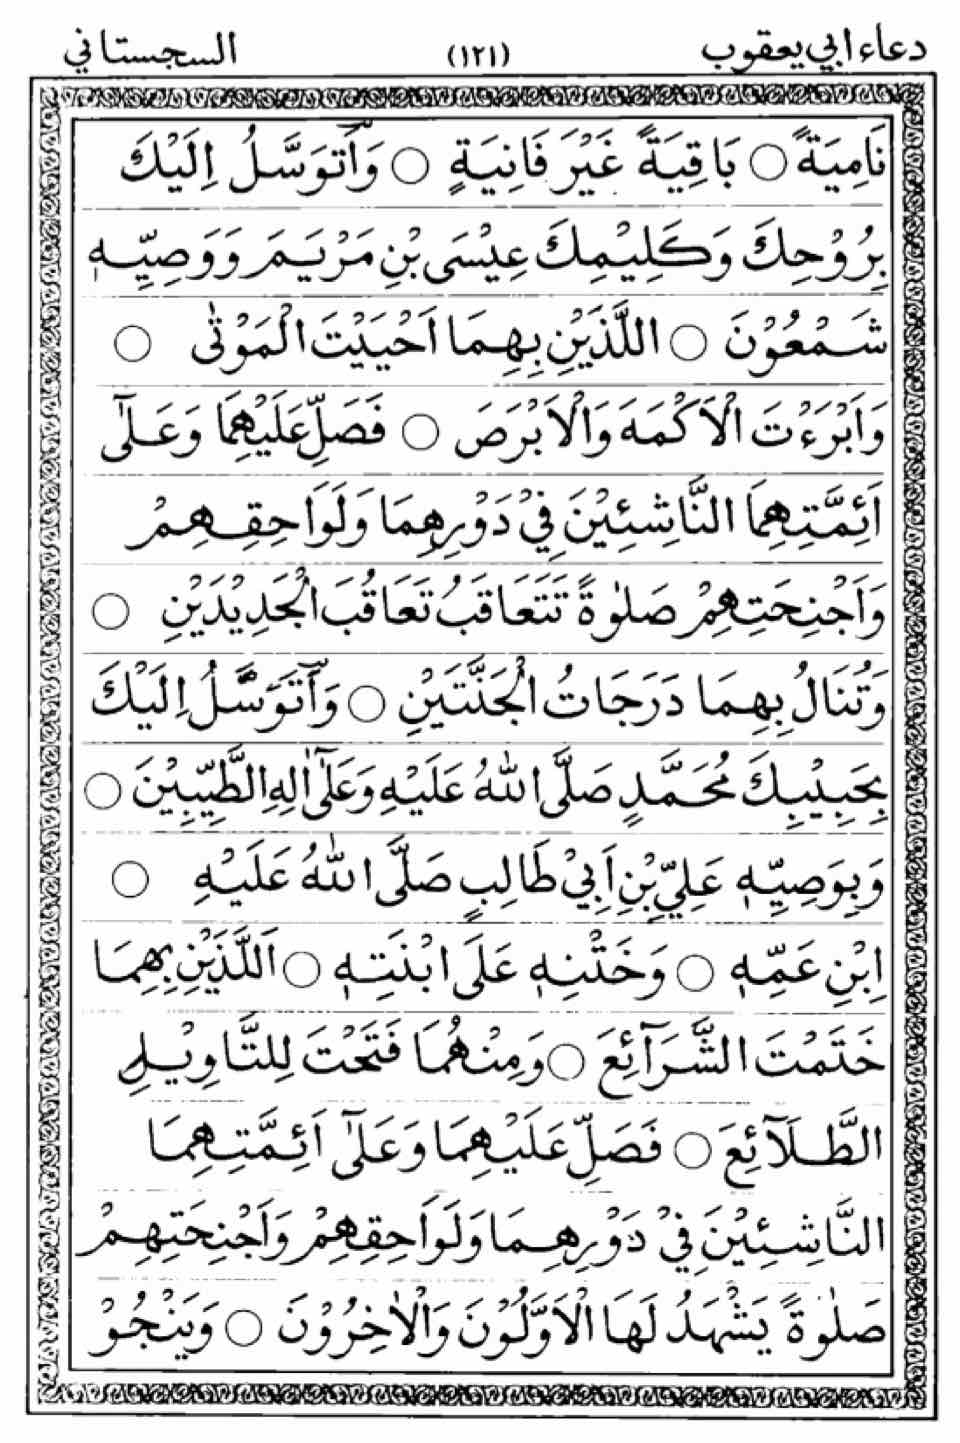 دعاء ابي يعقوب (١٢١) السجستاني
نَامِيَةً ○ بَاقِيَةً غَيْرَ فَانِيَةٍ ○ وَاَتَوَسَّلُ اِلَيْكَ
بِرُوْحِكَ وَكَلِيْمِكَ عِيْسَى بْنِ مَرْيَمَ وَوَصِيِّهٖ
شَمْعُوْنَ ○ اللَّذَيْنِ بِهِمَا اَحْيَيْتَ الْمَوْتٰى ○
وَاَبْرَءْتَ الْاَكْمَهَ وَالْاَبْرَصَ ○ فَصَلِّ عَلَيْهِمَا وَعَلٰٓى
اَئِمَّتِهِمَا النَّاشِئِيْنَ فِيْ دَوْرِهِمَا وَلَوَاحِقِهِمْ
وَاَجْنِحَتِهِمْ صَلٰوةً تَتَعَاقَبُ تَعَاقُبَ الْجَدِيْدَيْنِ ○
وَتُنَالُ بِهِمَا دَرَجَاتُ الْجَنَّتَيْنِ ○ وَاَتَوَسَّلُ اِلَيْكَ
بِحَبِيْبِكَ مُحَمَّدٍ صَلَّى اللهُ عَلَيْهِ وَعَلٰٓى اٰلِهِ الطَّيِّبِيْنَ ○
وَبِوَصِيِّهٖ عَلِيِّ بْنِ اَبِيْ طَالِبٍ صَلَّى اللهُ عَلَيْهِ ○
اِبْنِ عَمِّهٖ ○ وَخَتْنِهٖ عَلَى ابْنَتِهٖ ○ اَللَّذَيْنِ بِهِمَا
خَتَمْتَ الشَّرَآئِعَ ○ وَمِنْهُمَا فَتَحْتَ لِلتَّاوِيْلِ
الطَّلَآئِعَ ○ فَصَلِّ عَلَيْهِمَا وَعَلٰٓى اَئِمَّتِهِمَا
النَّاشِئِيْنَ فِيْ دَوْرِهِمَا وَلَوَاحِقِهِمْ وَاَجْنِحَتِهِمْ
صَلٰوةً يَشْهَدُ لَهَا الْاَوَّلُوْنَ وَالْاٰخِرُوْنَ ○ وَيَنْجُوْ